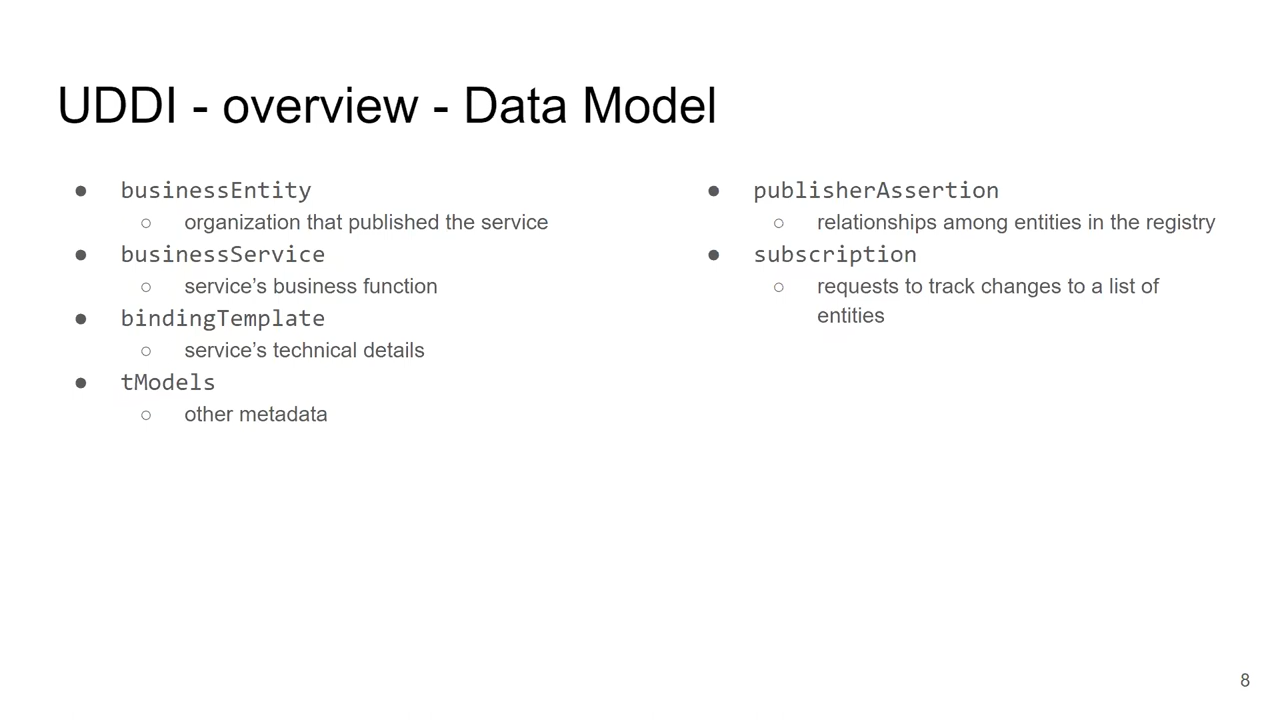 UDDI - overview - Data Model
● businessEntity
○ organization that published the service
● businessService
○ service’s business function
● bindingTemplate
○ service’s technical details
● tModels
○ other metadata
● publisherAssertion
○ relationships among entities in the registry
● subscription
○ requests to track changes to a list of
entities
8